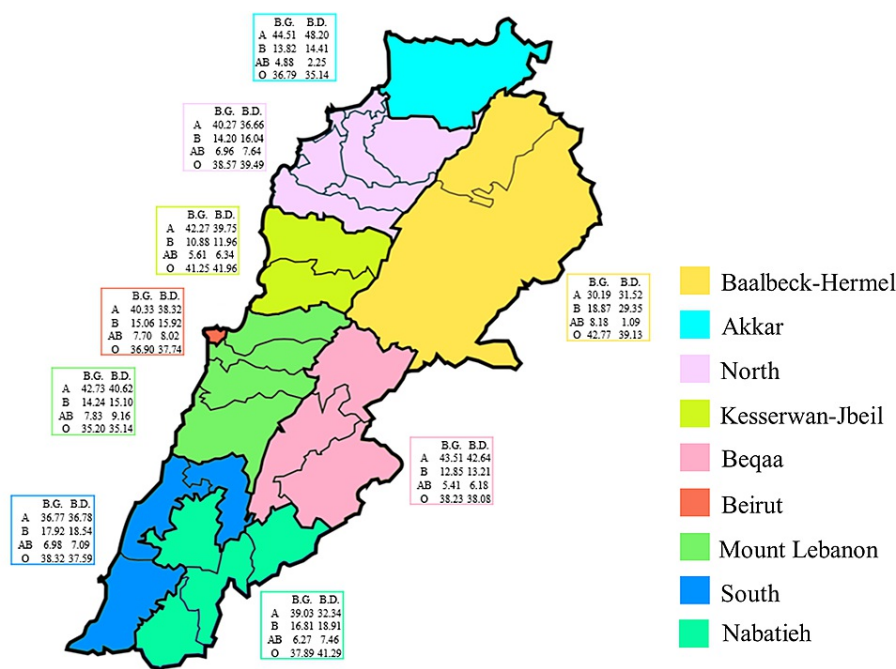 B.G. B.D.
A 44.51 48.20
B 13.82 14.41
AB 4.88 2.25
O 36.79 35.14
B.G. B.D.
A 40.27 36.66
B 14.20 16.04
AB 6.96 7.64
O 38.57 39.49
B.G. B.D.
A 42.27 39.75
B 10.88 11.96
AB 5.61 6.34
O 41.25 41.96
B.G. B.D.
A 40.33 38.32
B 15.06 15.92
AB 7.70 8.02
O 36.90 37.74
B.G. B.D.
A 42.73 40.62
B 14.24 15.10
AB 7.83 9.16
O 35.20 35.14
B.G. B.D.
A 36.77 36.78
B 17.92 18.54
AB 6.98 7.09
O 38.32 37.59
B.G. B.D.
A 39.03 32.34
B 16.81 18.91
AB 6.27 7.46
O 37.89 41.29
B.G. B.D.
A 43.51 42.64
B 12.85 13.21
AB 5.41 6.18
O 38.23 38.08
B.G. B.D.
A 30.19 31.52
B 18.87 29.35
AB 8.18 1.09
O 42.77 39.13
Baalbeck-Hermel
Akkar
North
Kesserwan-Jbeil
Beqaa
Beirut
Mount Lebanon
South
Nabatieh